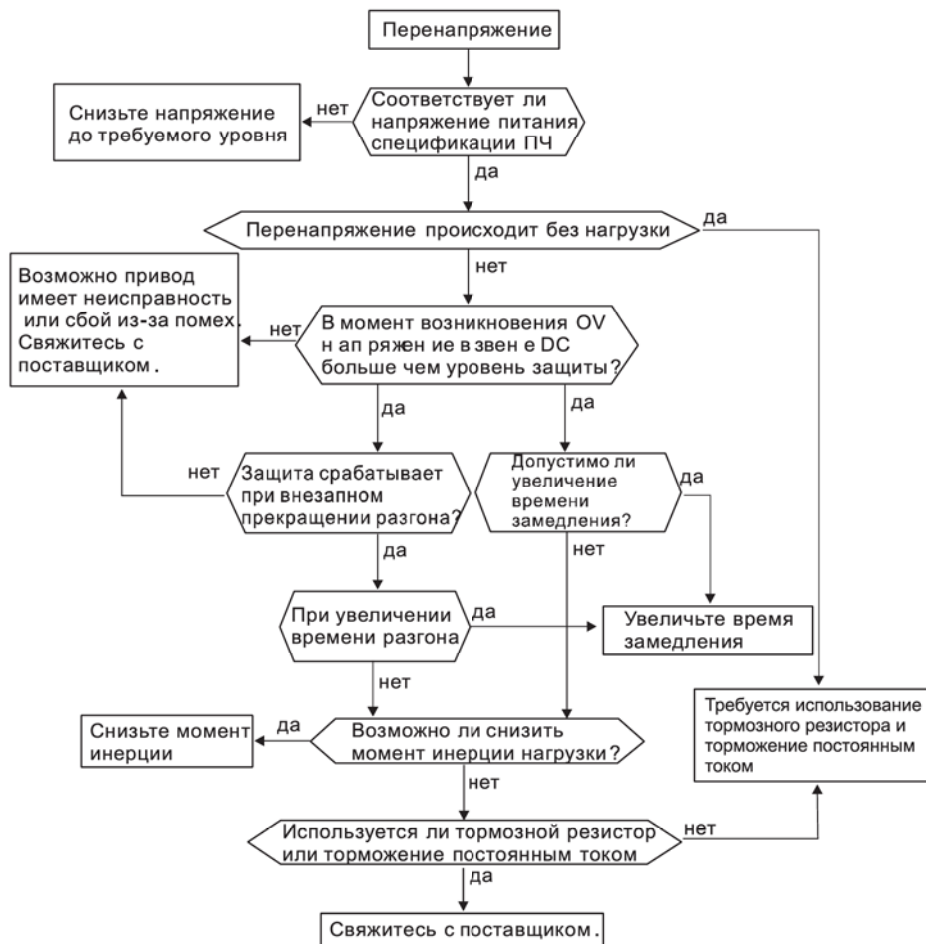 Перенапряжение
Соответствует ли
напряжение питания
спецификации ПЧ
нет
Снизьте напряжение
до требуемого уровня
да
Перенапряжение происходит без нагрузки
да
нет
Возможно привод
имеет неисправность
или сбой из-за помех.
Свяжитесь с
поставщиком.
нет
В момент возникновения OV
н ап ряжен ие в звен е DC
больше чем уровень защиты?
да
да
нет
Защита срабатывает
при внезапном
прекращении разгона?
Допустимо ли
увеличение
времени
замедления?
да
да
нет
При увеличении
времени разгона
да
Увеличьте время
замедления
нет
Снизьте момент
инерции
да
Возможно ли снизить
момент инерции нагрузки?
Требуется использование
тормозного резистора и
торможение постоянным
током
нет
Используется ли тормозной резистор
или торможение постоянным током
нет
да
Свяжитесь с поставщиком.